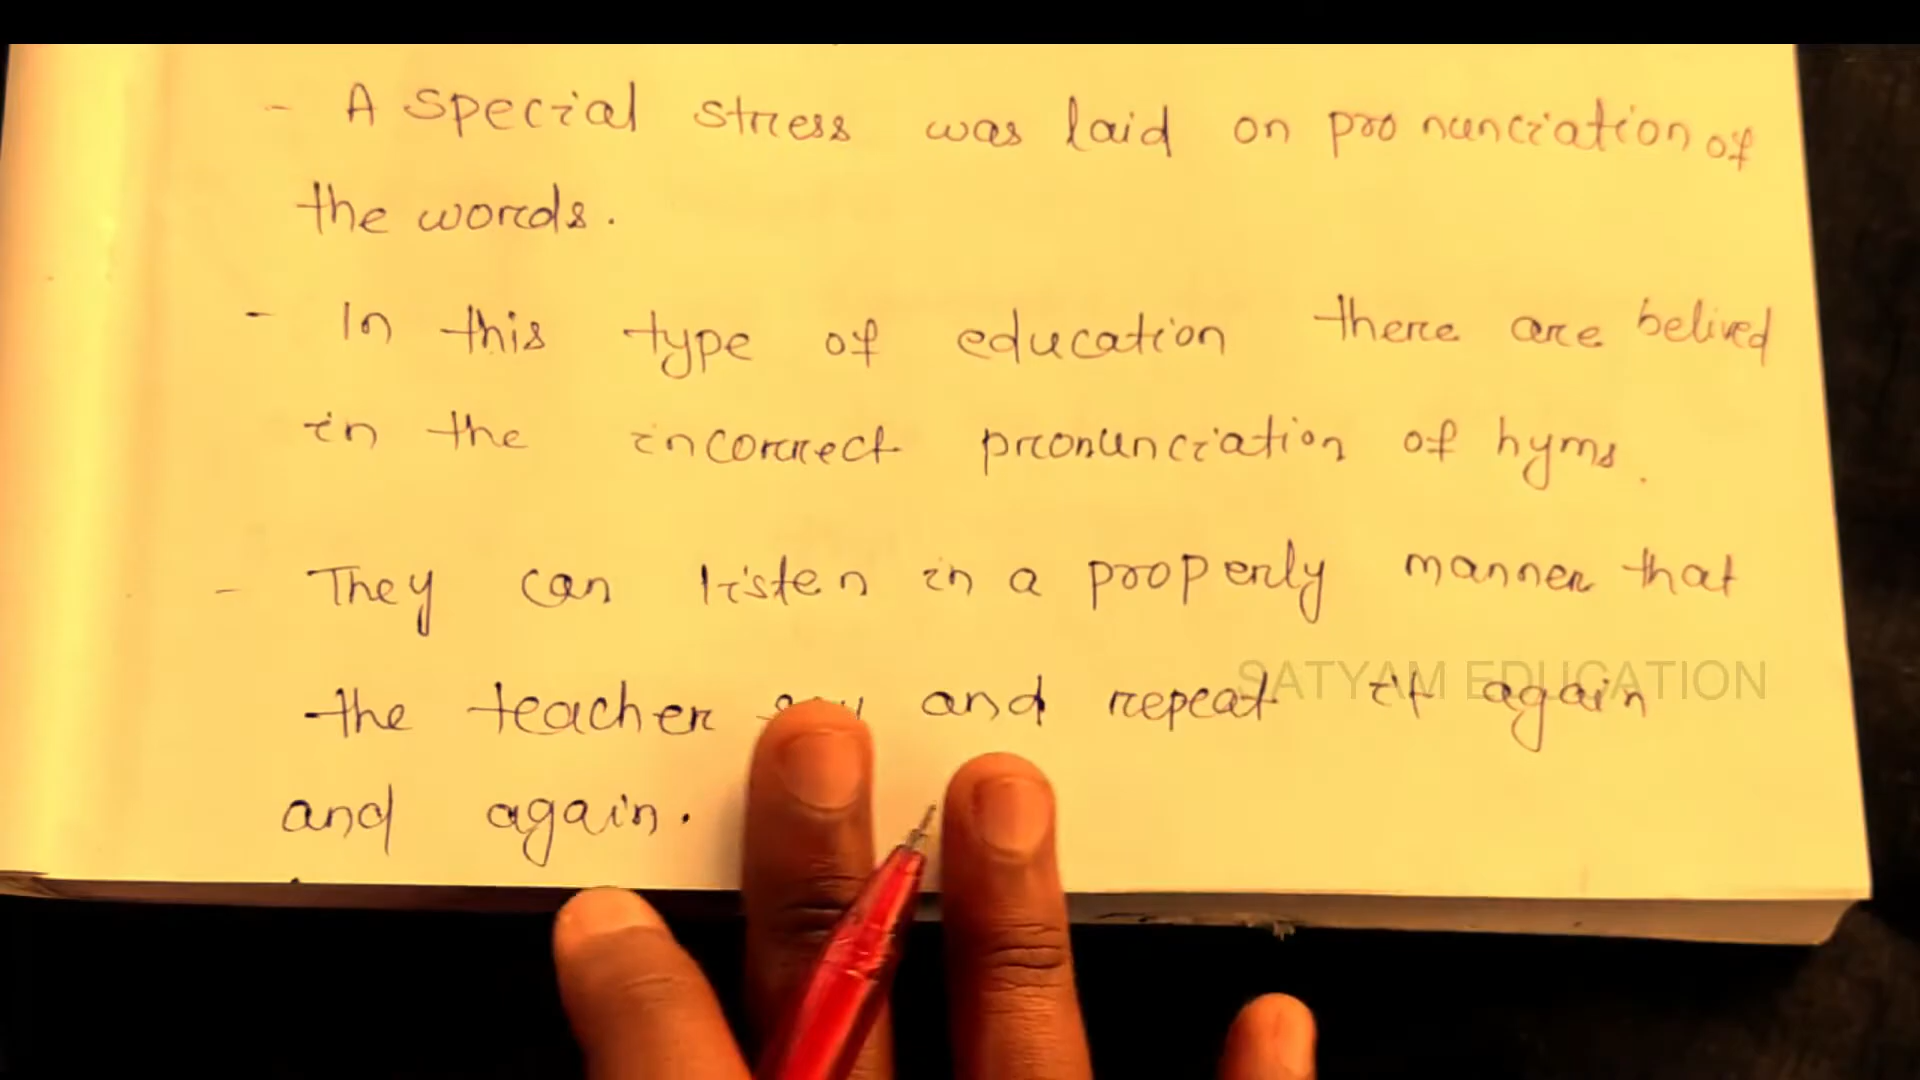 - A special stress was laid on pronunciation of
the words.
- In this type of education there are belived
in the incorrect pronunciation of hyms.
- They can listen in a properly manner that
the teacher and repeat it again
SATYAM EDUCATION
and again.